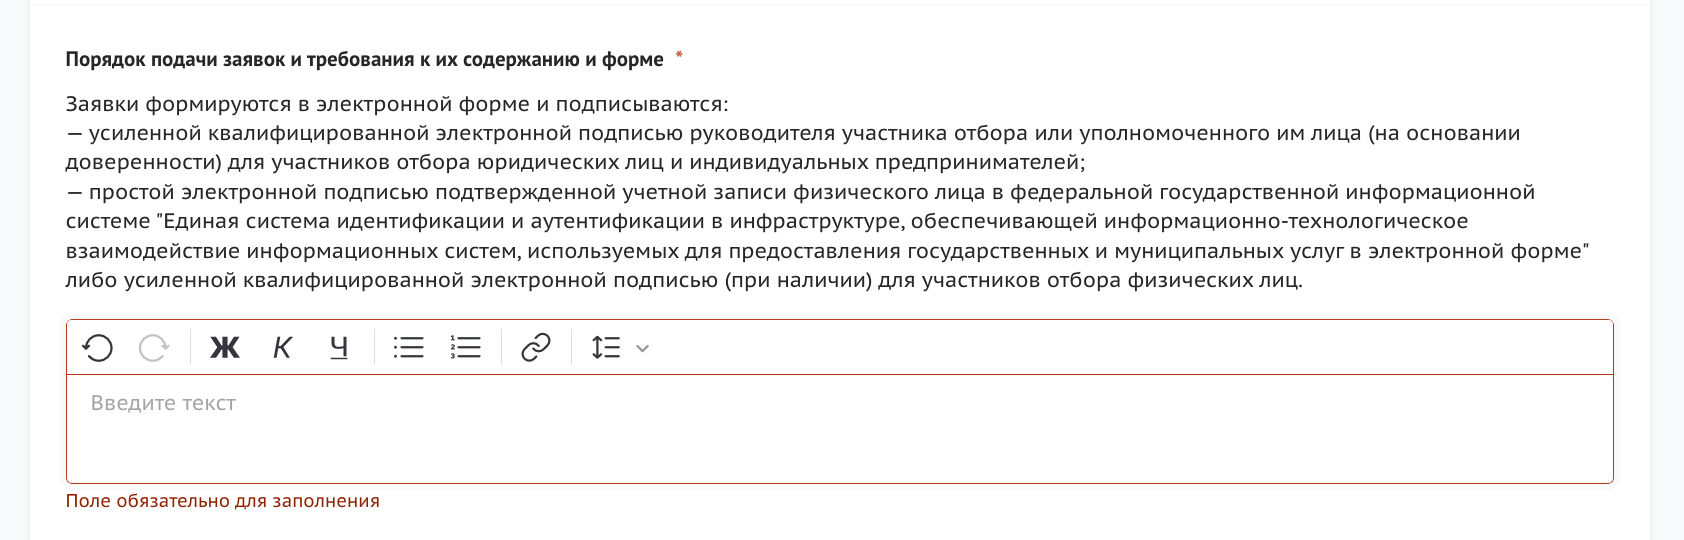 Порядок подачи заявок и требования к их содержанию и форме *
Заявки формируются в электронной форме и подписываются:
— усиленной квалифицированной электронной подписью руководителя участника отбора или уполномоченного им лица (на основании
доверенности) для участников отбора юридических лиц и индивидуальных предпринимателей;
— простой электронной подписью подтвержденной учетной записи физического лица в федеральной государственной информационной
системе "Единая система идентификации и аутентификации в инфраструктуре, обеспечивающей информационно-технологическое
взаимодействие информационных систем, используемых для предоставления государственных и муниципальных услуг в электронной форме"
либо усиленной квалифицированной электронной подписью (при наличии) для участников отбора физических лиц.
Ж К Ч
Введите текст
Поле обязательно для заполнения